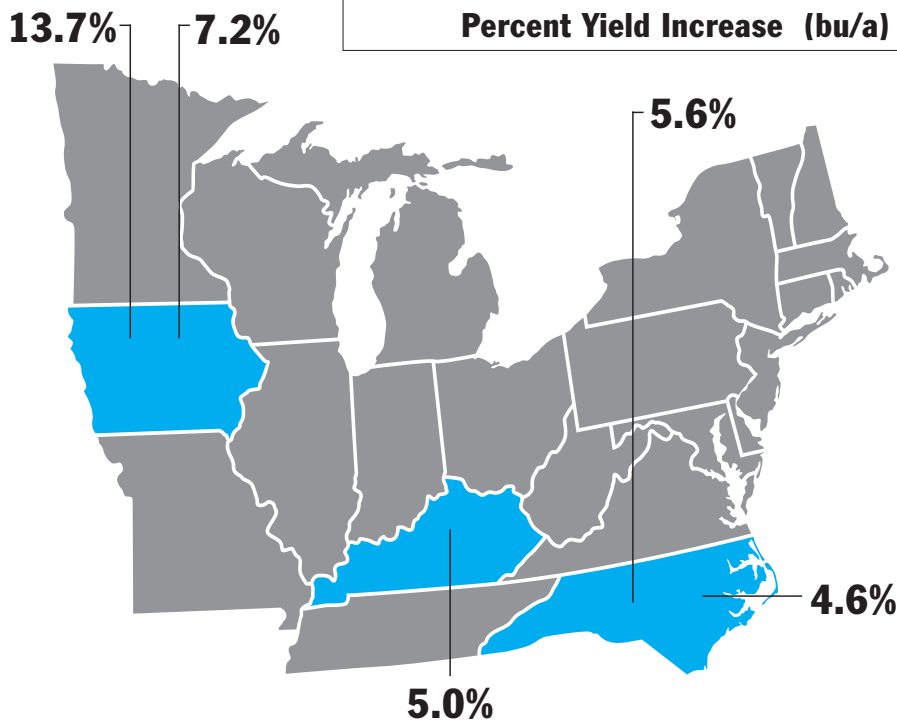 Percent Yield Increase (bu/a)
13.7% 7.2%
5.6%
4.6%
5.0%